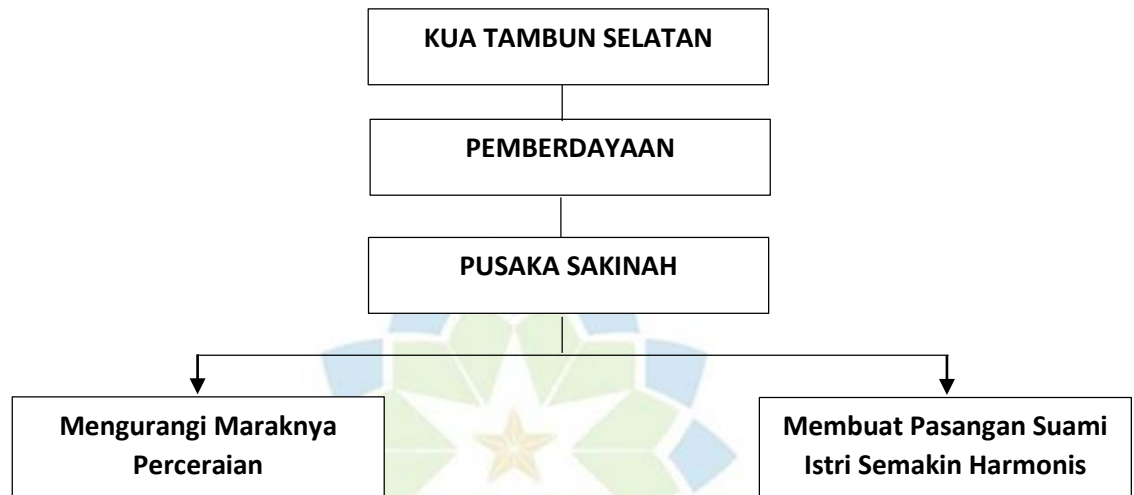 KUA TAMBUN SELATAN
PEMBERDAYAAN
PUSAKA SAKINAH
Mengurangi Maraknya
Perceraian
Membuat Pasangan Suami
Istri Semakin Harmonis